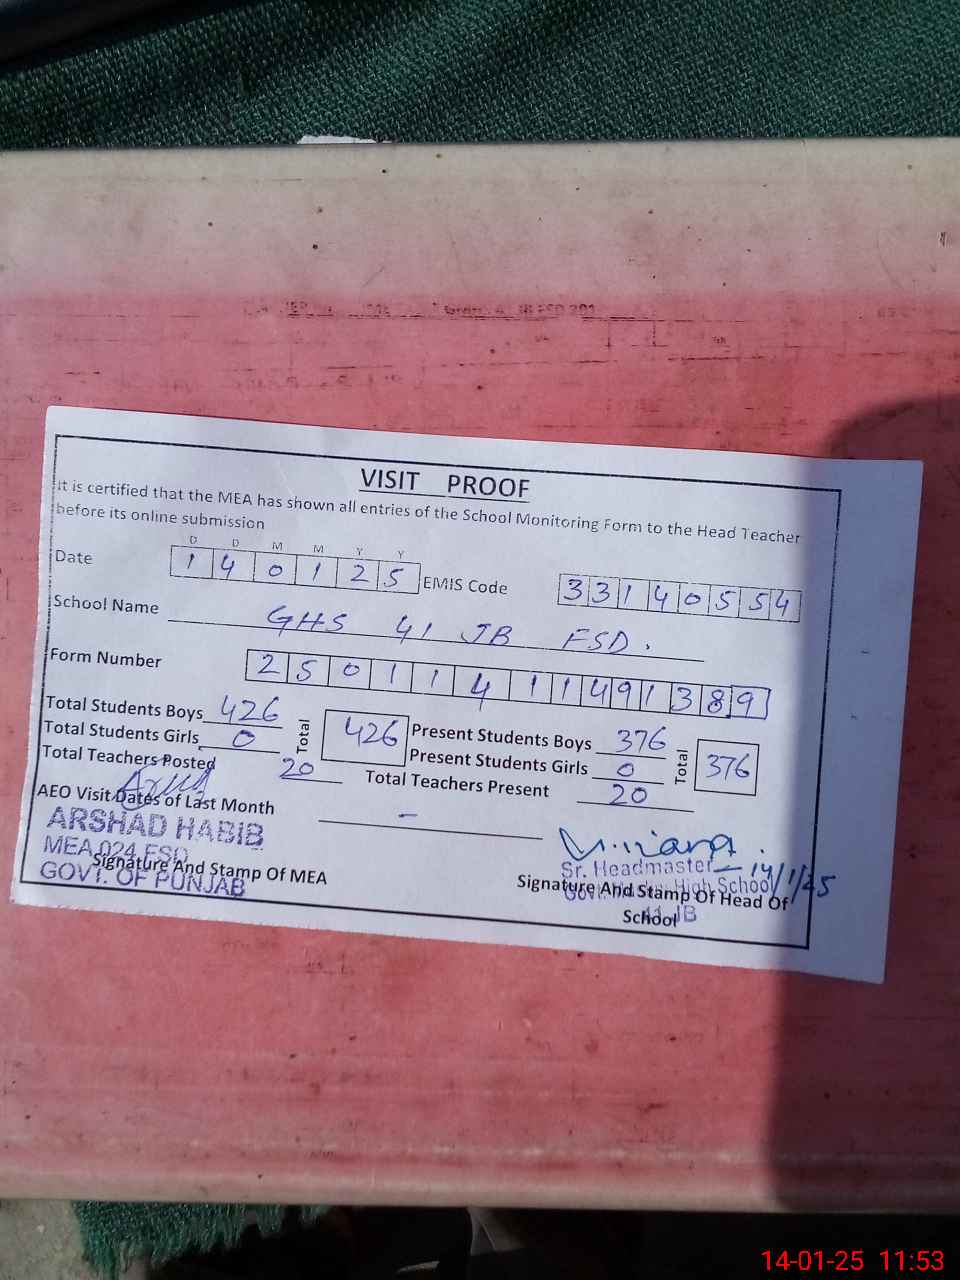 VISIT PROOF
It is certified that the MEA has shown all entries of the School Monitoring Form to the Head Teacher
before its online submission
D D M M Y Y
Date 1 4 0 1 2 5 EMIS Code 3 3 1 4 0 5 5 4
School Name GHS 41 JB FSD.
Form Number 2 5 0 1 1 4 1 1 4 9 1 3 8 9
Total Students Boys 426 Total 426 Present Students Boys 376 Total 376
Total Students Girls 0 Present Students Girls 0
Total Teachers Posted 20 Total Teachers Present 20
AEO Visit Dates of Last Month -
ARSHAD HABIB
MEA 024 FSD
GOVT. OF PUNJAB
Signature And Stamp Of MEA
Sr. Headmaster 14/1/25
High School
41 JB
Signature And Stamp Of Head Of
School
14-01-25 11:53